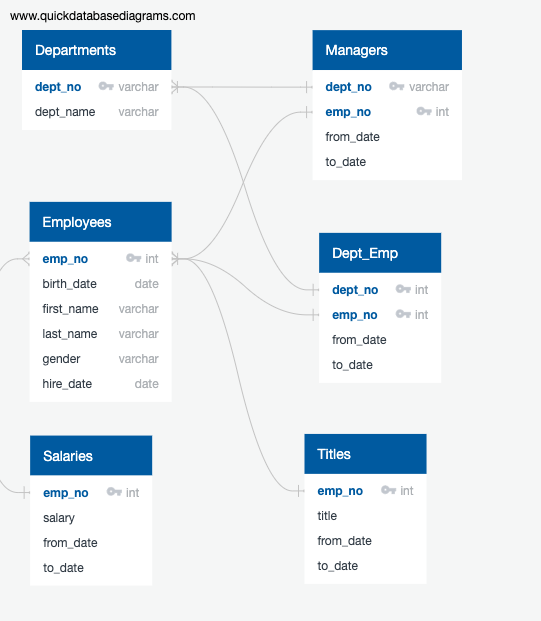 www.quickdatabasediagrams.com
Departments
dept_no varchar
dept_name varchar
Managers
dept_no varchar
emp_no int
from_date
to_date
Employees
emp_no int
birth_date date
first_name varchar
last_name varchar
gender varchar
hire_date date
Dept_Emp
dept_no int
emp_no int
from_date
to_date
Salaries
emp_no int
salary
from_date
to_date
Titles
emp_no int
title
from_date
to_date